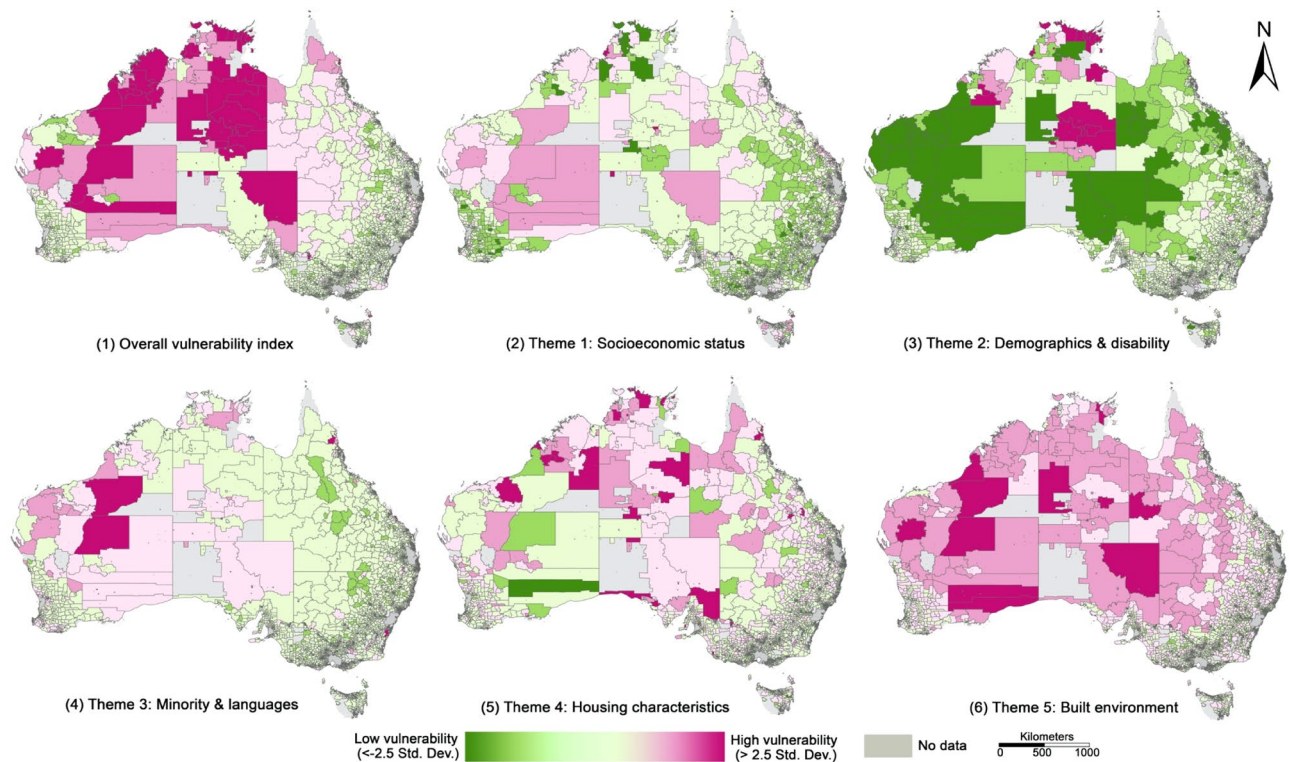 N
(1) Overall vulnerability index
(2) Theme 1: Socioeconomic status
(3) Theme 2: Demographics & disability
(4) Theme 3: Minority & languages
(5) Theme 4: Housing characteristics
(6) Theme 5: Built environment
Low vulnerability
(<-2.5 Std. Dev.)
High vulnerability
(> 2.5 Std. Dev.)
No data
Kilometers
0 500 1000